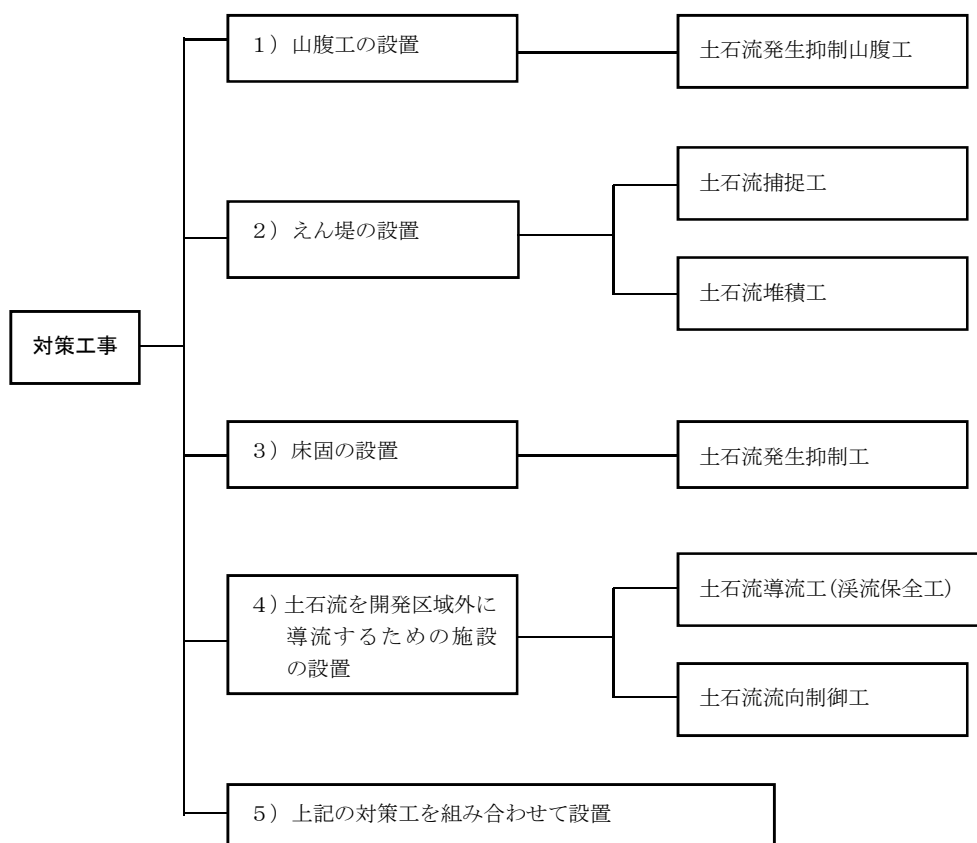 1）山腹工の設置
土石流発生抑制山腹工
土石流捕捉工
2）えん堤の設置
土石流堆積工
対策工事
3）床固の設置
土石流発生抑制工
4）土石流を開発区域外に
導流するための施設
の設置
土石流導流工(渓流保全工)
土石流流向制御工
5）上記の対策工を組み合わせて設置